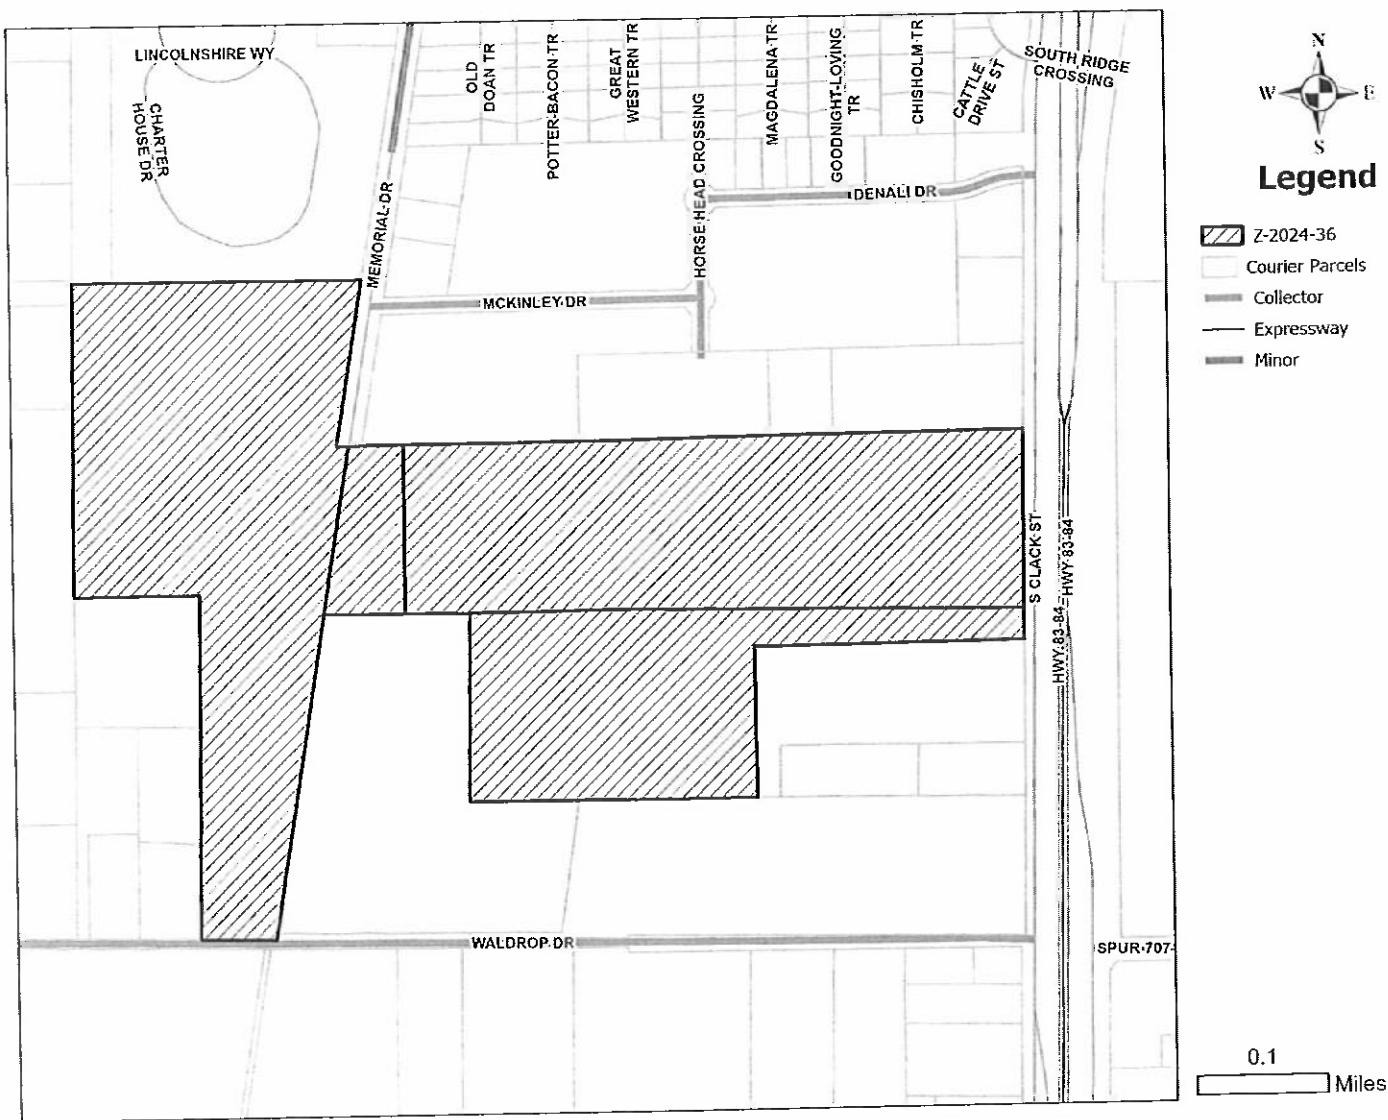 LINCOLNSHIRE WY
CHARTER
HOUSE DR
OLD
DOAN TR
POTTER-BACON TR
GREAT
WESTERN TR
HORSE HEAD CROSSING
MAGDALENA TR
GOODNIGHT-LOVING
TR
CHISHOLM TR
CATTLE
DRIVE ST
SOUTH RIDGE
CROSSING
MEMORIAL DR
DENALI DR
MCKINLEY DR
S CLACK ST
HWY 83-84
HWY 83-84
WALDROP DR
SPUR 707
N
W E
S
Legend
Z-2024-36
Courier Parcels
Collector
Expressway
Minor
0.1
Miles